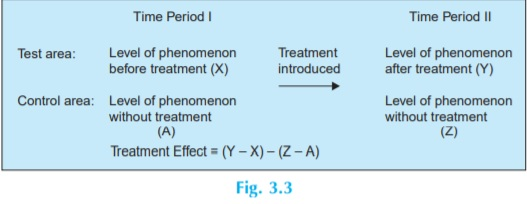 Time Period I Time Period II
Test area: Level of phenomenon Treatment Level of phenomenon
before treatment (X) introduced after treatment (Y)
Control area: Level of phenomenon Level of phenomenon
without treatment without treatment
(A) (Z)
Treatment Effect = (Y – X) – (Z – A)
Fig. 3.3